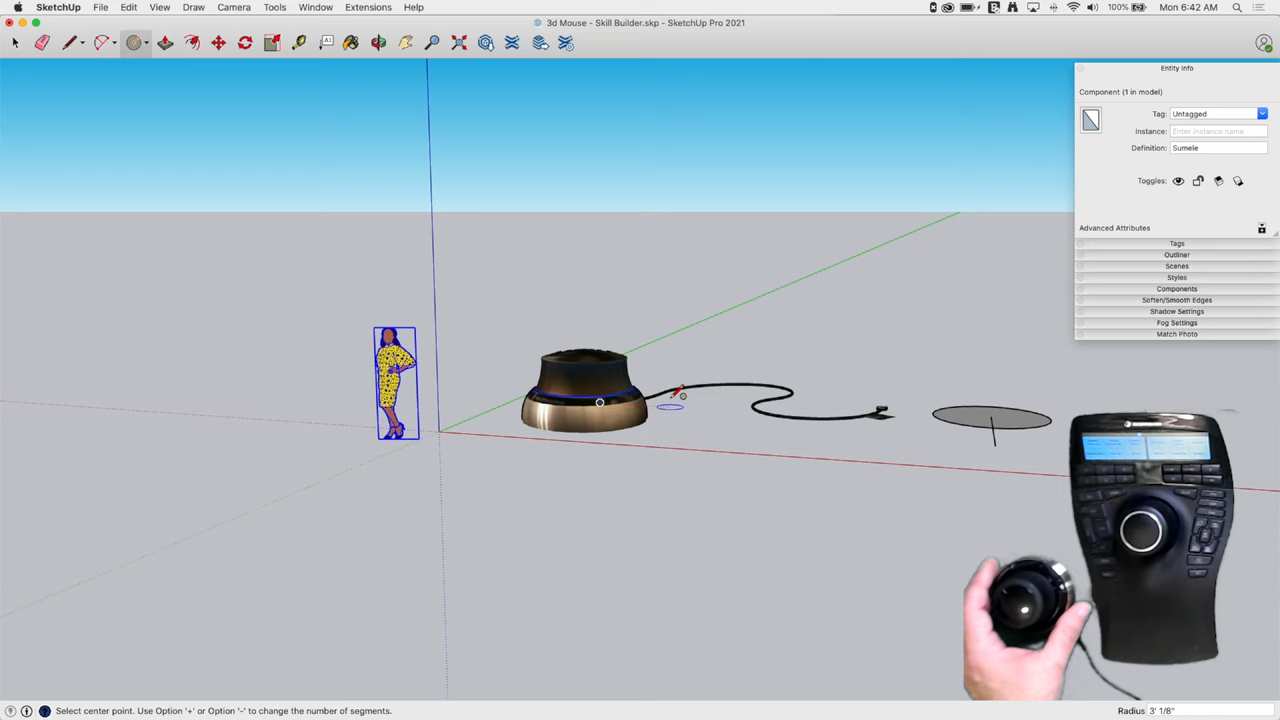 SketchUp File Edit View Draw Camera Tools Window Extensions Help
100% Mon 6:42 AM
3d Mouse - Skill Builder.skp - SketchUp Pro 2021
Entity Info
Component (1 in model)
Tag: Untagged
Instance: Enter instance name
Definition: Sumele
Toggles:
Advanced Attributes
Tags
Outliner
Scenes
Styles
Components
Soften/Smooth Edges
Shadow Settings
Fog Settings
Match Photo
Select center point. Use Option '+' or Option '-' to change the number of segments.
Radius 3' 1/8"